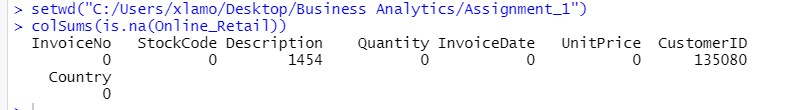 > setwd("C:/Users/xlamo/Desktop/Business Analytics/Assignment_1")
> colSums(is.na(Online_Retail))
InvoiceNo StockCode Description Quantity InvoiceDate UnitPrice CustomerID
0 0 1454 0 0 0 135080
Country
0
>